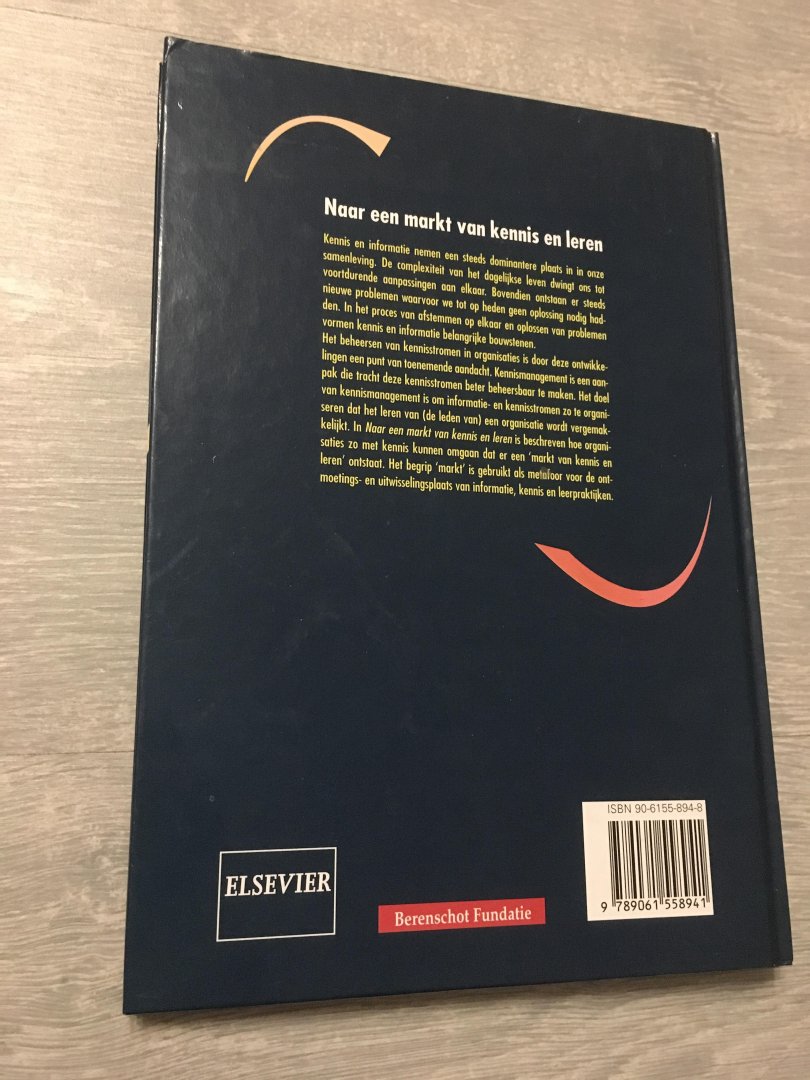 Naar een markt van kennis en leren
Kennis en informatie nemen een steeds dominantere plaats in in onze
samenleving. De complexiteit van het dagelijkse leven dwingt ons tot
voortdurende aanpassingen aan elkaar. Bovendien ontstaan er steeds
nieuwe problemen waarvoor we tot op heden geen oplossing nodig had-
den. In het proces van afstemmen op elkaar en oplossen van problemen
vormen kennis en informatie belangrijke bouwstenen.
Het beheersen van kennisstromen in organisaties is door deze ontwikke-
lingen een punt van toenemende aandacht. Kennismanagement is een aan-
pak die tracht deze kennisstromen beter beheersbaar te maken. Het doel
van kennismanagement is om informatie- en kennisstromen zo te organi-
seren dat het leren van (de leden van) een organisatie wordt vergemak-
kelijkt. In Naar een markt van kennis en leren is beschreven hoe organi-
saties zo met kennis kunnen omgaan dat er een ‘markt van kennis en
leren’ ontstaat. Het begrip ‘markt’ is gebruikt als metafoor voor de ont-
moetings- en uitwisselingsplaats van informatie, kennis en leerpraktijken.
ISBN 90-6155-894-8
9 789061 558941
ELSEVIER
Berenschot Fundatie